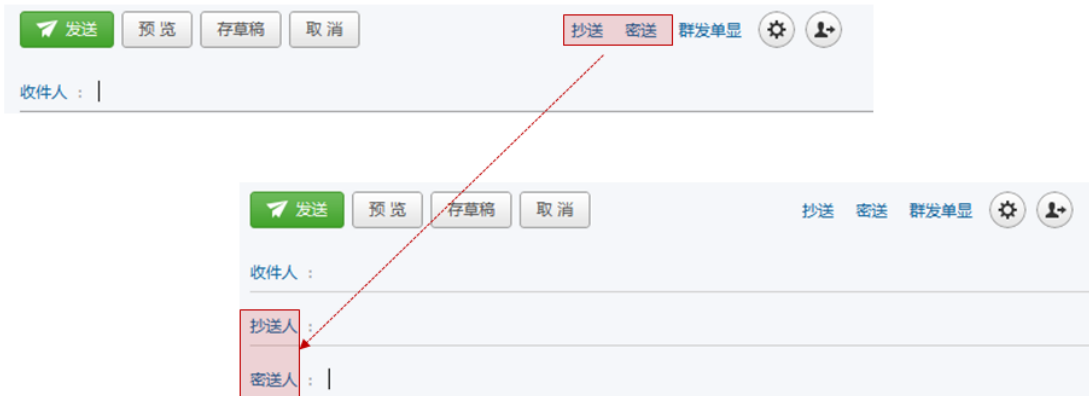 发送 预 览 存草稿 取 消 抄送 密送 群发单显
收件人 :
发送 预 览 存草稿 取 消 抄送 密送 群发单显
收件人 :
抄送人 :
密送人 :